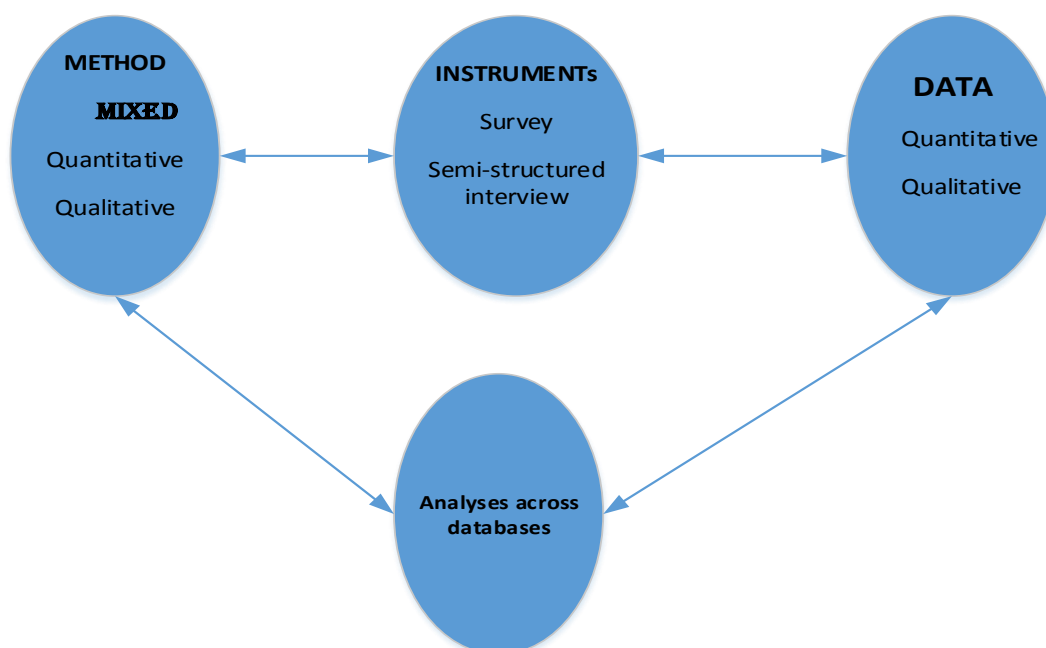 METHOD
MIXED
Quantitative
Qualitative
INSTRUMENTs
Survey
Semi-structured
interview
DATA
Quantitative
Qualitative
Analyses across
databases